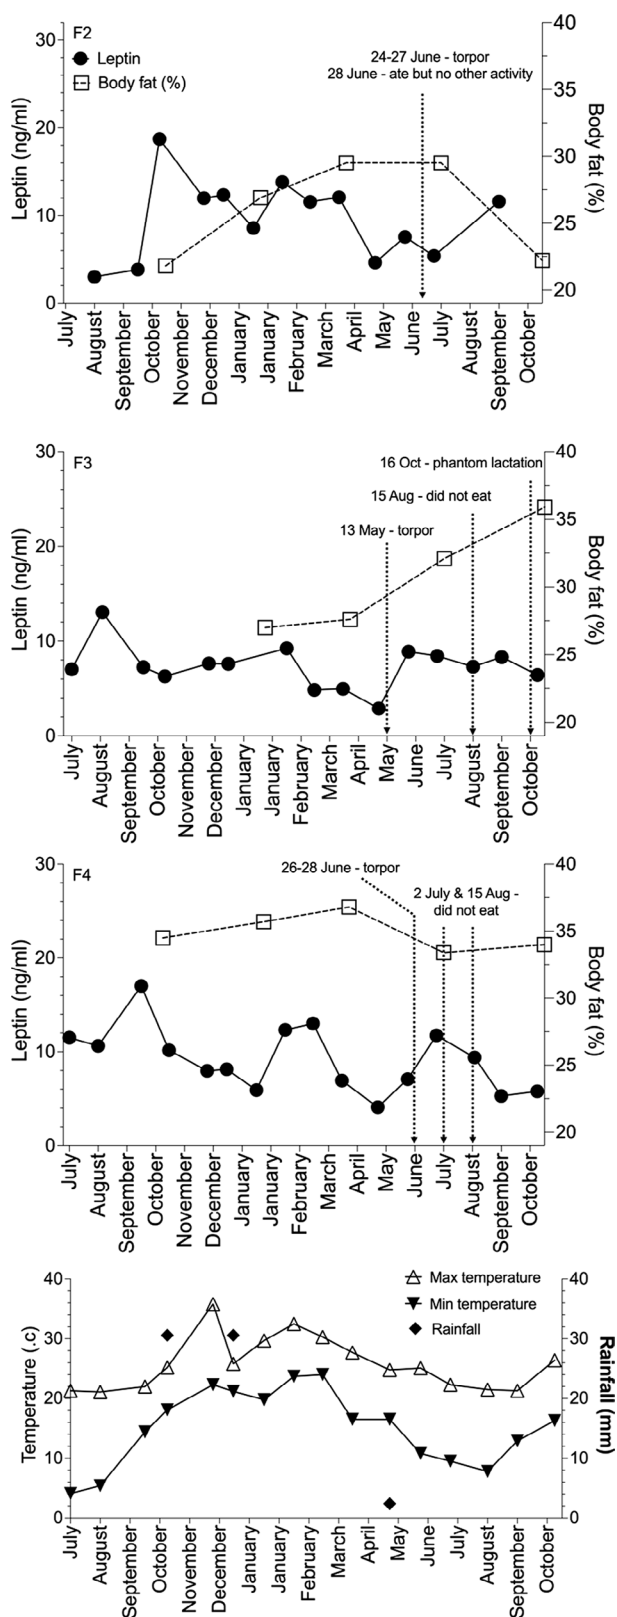 F2
Leptin
Body fat (%)
24-27 June - torpor
28 June - ate but no other activity
Leptin (ng/ml)
30
20
10
0
Body fat (%)
40
35
30
25
20
July
August
September
October
November
December
January
January
February
March
April
May
June
July
September
October
F3
16 Oct - phantom lactation
15 Aug - did not eat
13 May - torpor
Leptin (ng/ml)
30
20
10
0
Body fat (%)
40
35
30
25
20
July
August
September
October
November
December
January
January
February
March
April
May
June
July
August
September
October
F4
26-28 June - torpor
2 July & 15 Aug -
did not eat
Leptin (ng/ml)
30
20
10
0
Body fat (%)
40
35
30
25
20
July
August
September
October
November
December
January
January
February
March
April
May
June
July
August
September
October
Max temperature
Min temperature
Rainfall
Temperature (.c)
40
30
20
10
0
Rainfall (mm)
40
30
20
10
0
July
August
September
October
November
December
January
January
February
March
April
May
June
July
August
September
October